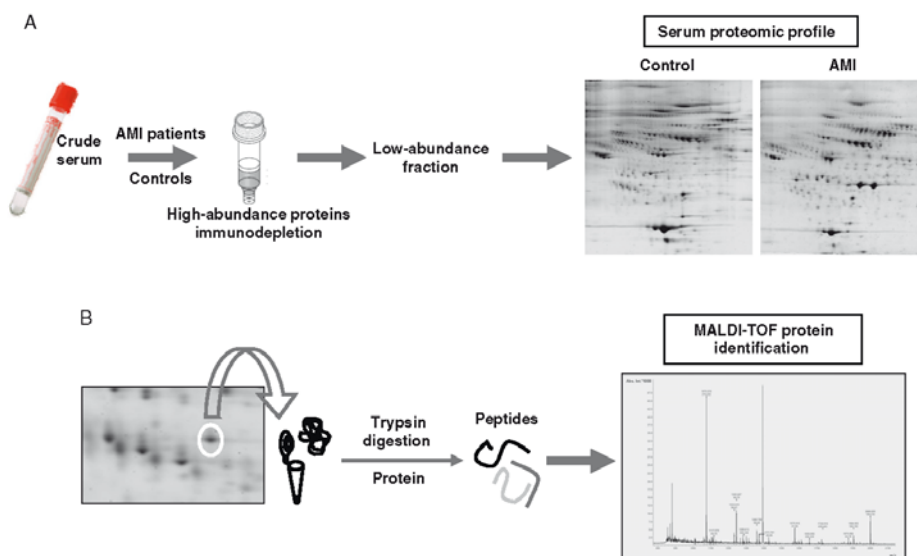 A
Serum proteomic profile
Control
AMI
Crude
serum
AMI patients
Controls
Low-abundance
fraction
High-abundance proteins
immunodepletion
B
MALDI-TOF protein
identification
Trypsin
digestion
Protein
Peptides